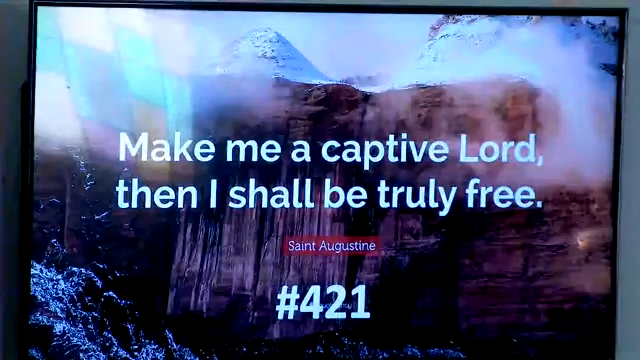 Make me a captive Lord,
then I shall be truly free.
Saint Augustine
#421